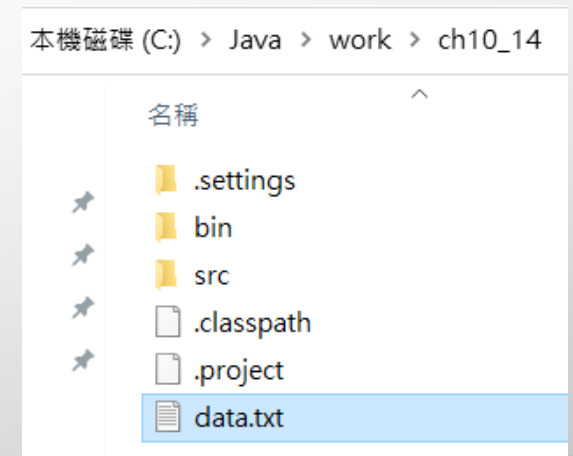 本機磁碟 (C:) > Java > work > ch10_14
名稱
.settings
bin
src
.classpath
.project
data.txt